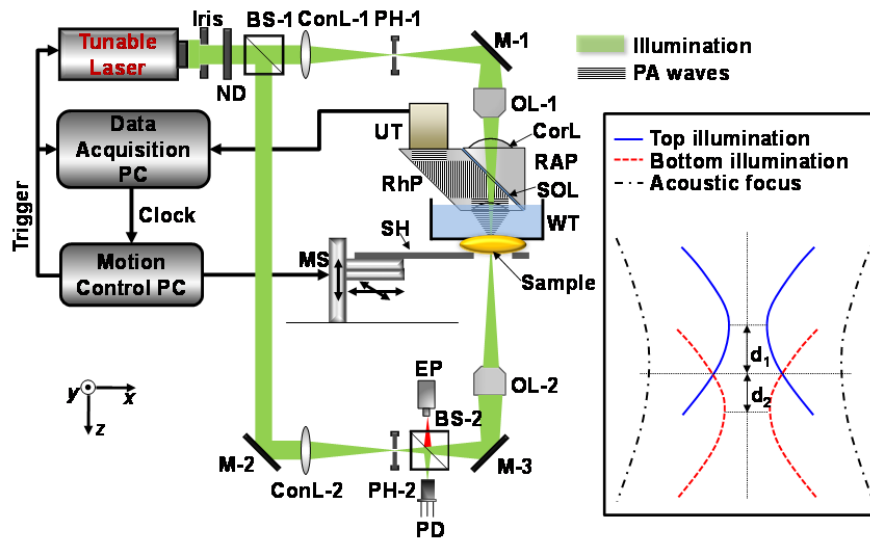 Iris
BS-1
ConL-1
PH-1
M-1
Tunable
Laser
ND
Illumination
PA waves
OL-1
UT
CorL
RAP
RhP
SOL
WT
Data
Acquisition
PC
Trigger
Clock
SH
MS
Sample
Motion
Control PC
Top illumination
Bottom illumination
Acoustic focus
d1
d2
y
x
z
EP
OL-2
BS-2
M-2
ConL-2
PH-2
M-3
PD